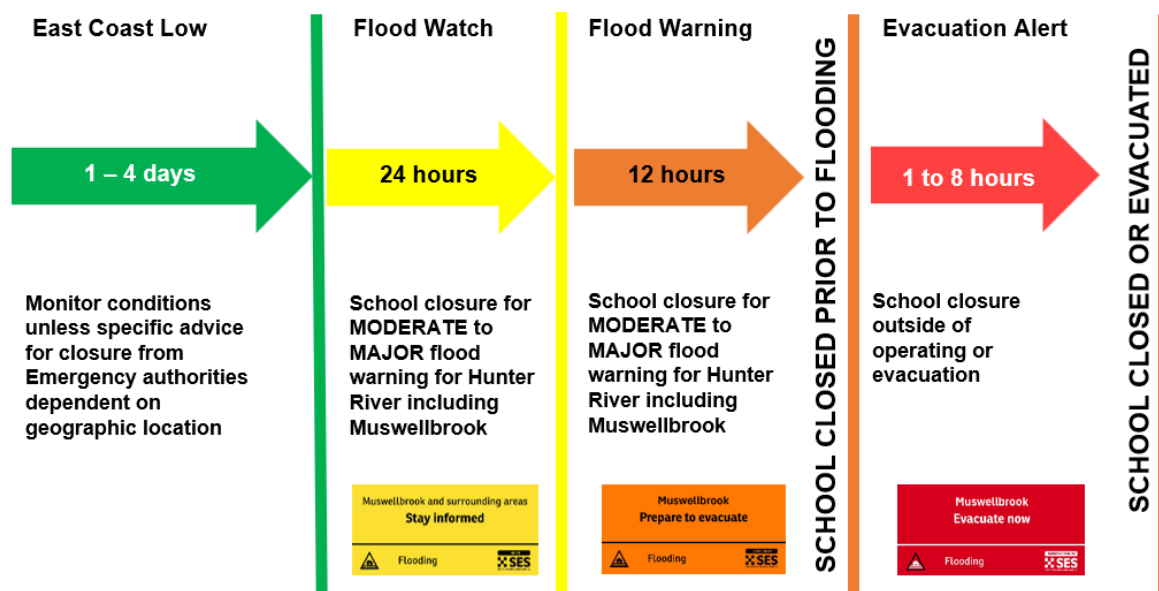 East Coast Low
1 – 4 days
Monitor conditions
unless specific advice
for closure from
Emergency authorities
dependent on
geographic location
Flood Watch
24 hours
School closure for
MODERATE to
MAJOR flood
warning for Hunter
River including
Muswellbrook
Muswellbrook and surrounding areas
Stay informed
Flooding
SES
Flood Warning
12 hours
School closure for
MODERATE to
MAJOR flood
warning for Hunter
River including
Muswellbrook
Muswellbrook
Prepare to evacuate
Flooding
SES
SCHOOL CLOSED PRIOR TO FLOODING
Evacuation Alert
1 to 8 hours
School closure
outside of
operating or
evacuation
Muswellbrook
Evacuate now
Flooding
SES
SCHOOL CLOSED OR EVACUATED